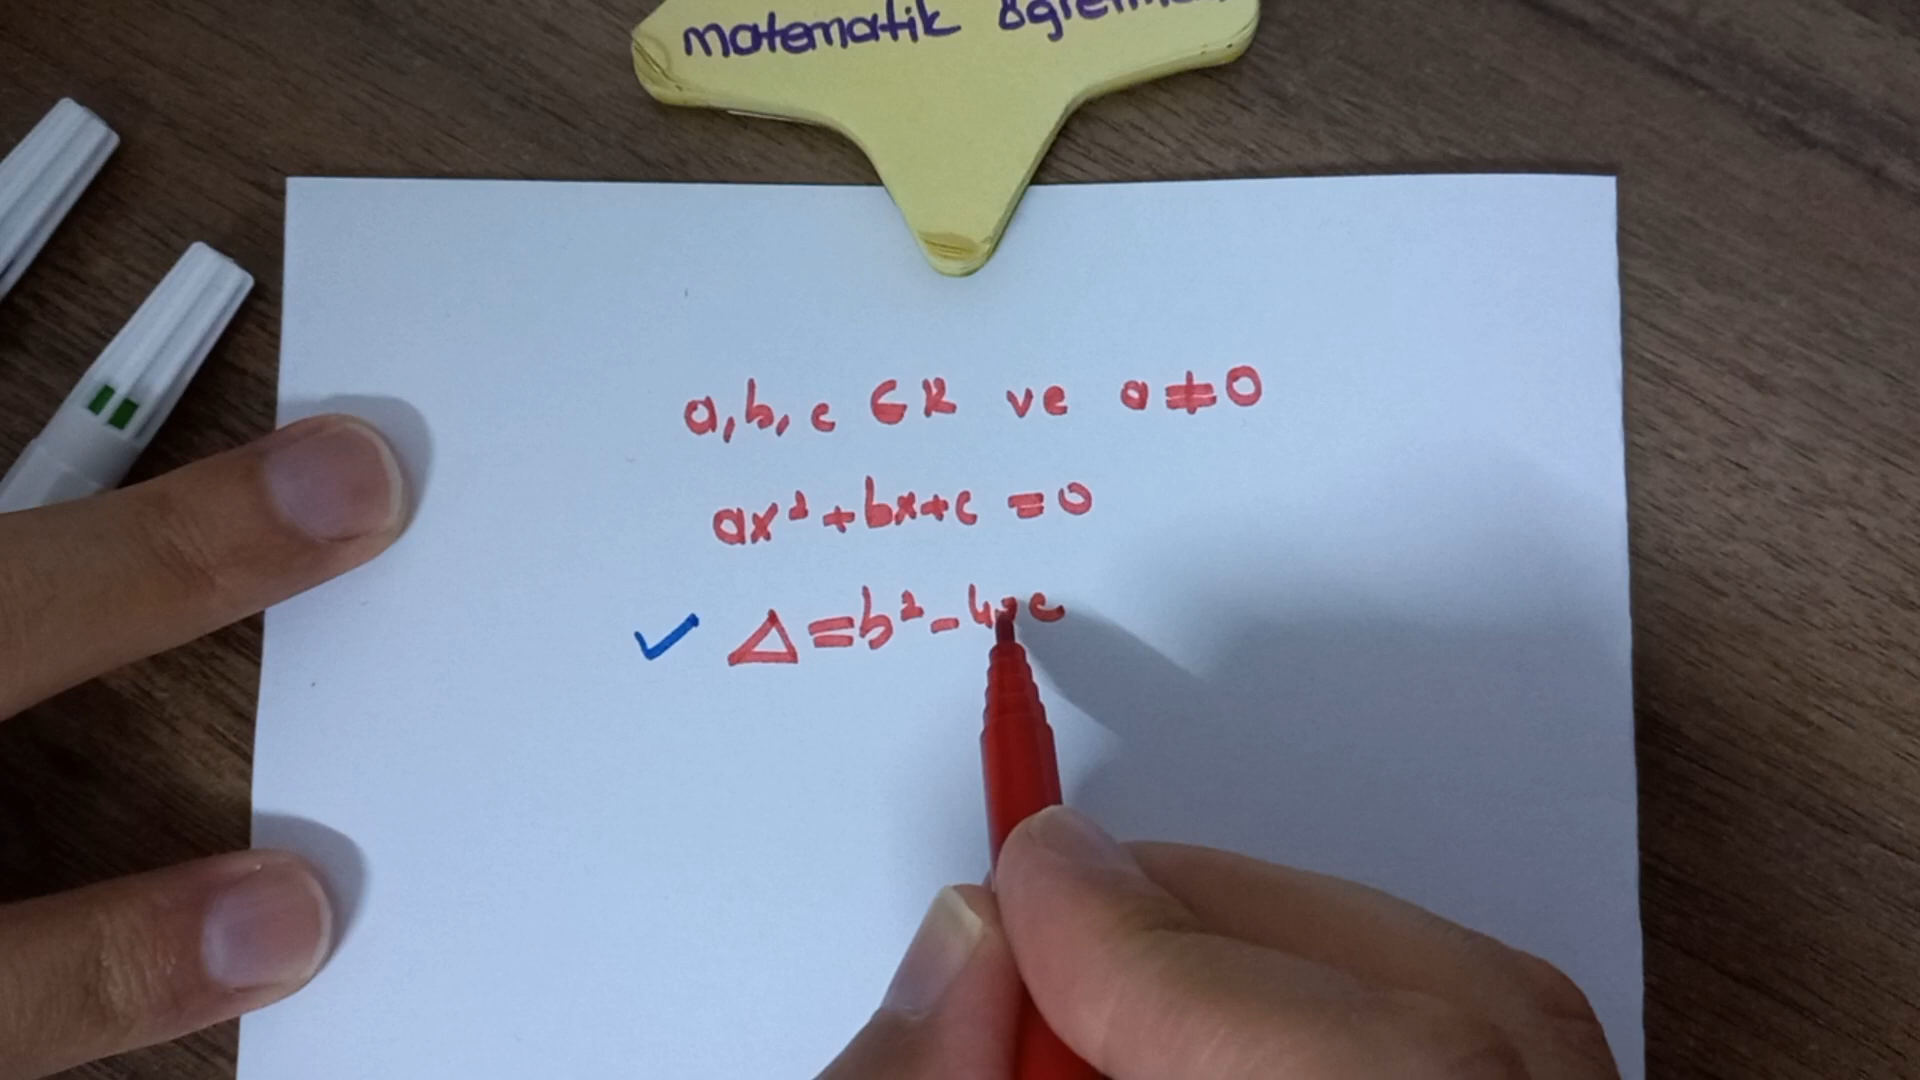 matematik
a, b, c ∈ R ve a ≠ 0
ax² + bx + c = 0
✓ Δ = b² - 4ac